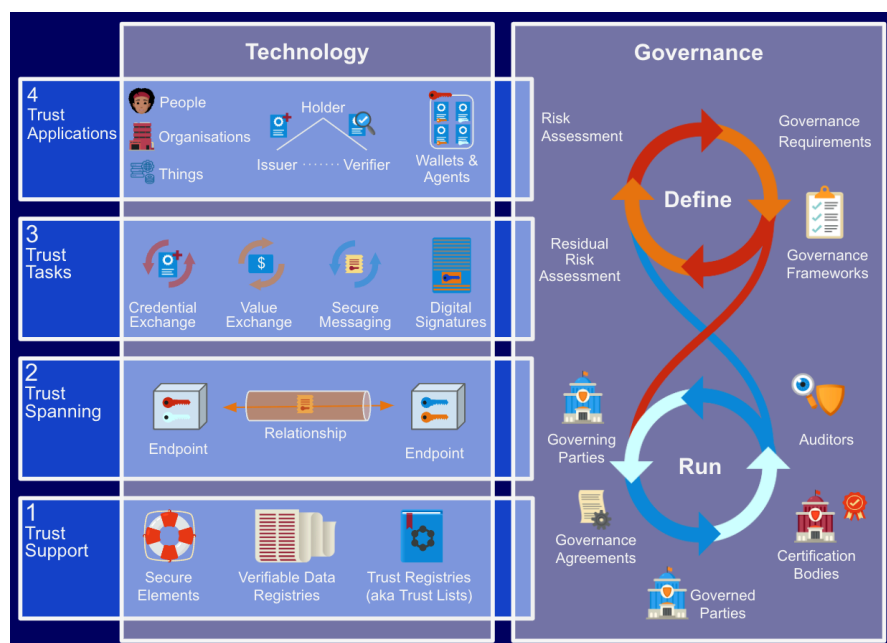 Technology
Governance
4
Trust
Applications
People
Organisations
Things
Holder
Issuer
Verifier
Wallets &
Agents
3
Trust
Tasks
$
Credential
Exchange
Value
Exchange
Secure
Messaging
Digital
Signatures
2
Trust
Spanning
Endpoint
Relationship
Endpoint
1
Trust
Support
Secure
Elements
Verifiable Data
Registries
Trust Registries
(aka Trust Lists)
Risk
Assessment
Governance
Requirements
Define
Residual
Risk
Assessment
Governance
Frameworks
Governing
Parties
Auditors
Run
Governance
Agreements
Certification
Bodies
Governed
Parties